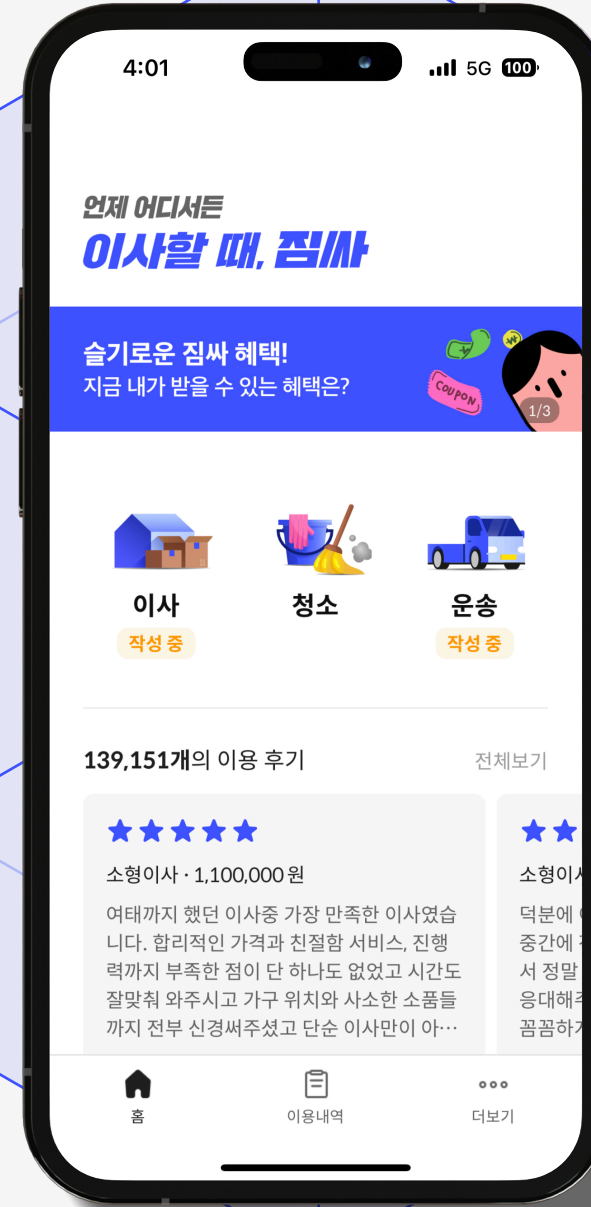 4:01
5G 100
언제 어디서든
이사할 때, 짐싸
슬기로운 짐싸 혜택!
지금 내가 받을 수 있는 혜택은?
COUPON
1/3
이사
청소
운송
작성 중
작성 중
139,151개의 이용 후기
전체보기
소형이사 · 1,100,000원
여태까지 했던 이사중 가장 만족한 이사였습
니다. 합리적인 가격과 친절함 서비스, 진행
력까지 부족한 점이 단 하나도 없었고 시간도
잘맞춰 와주시고 가구 위치와 사소한 소품들
까지 전부 신경써주셨고 단순 이사만이 아…
소형이
덕분에
중간에
서 정말
응대해
꼼꼼하
홈
이용내역
더보기